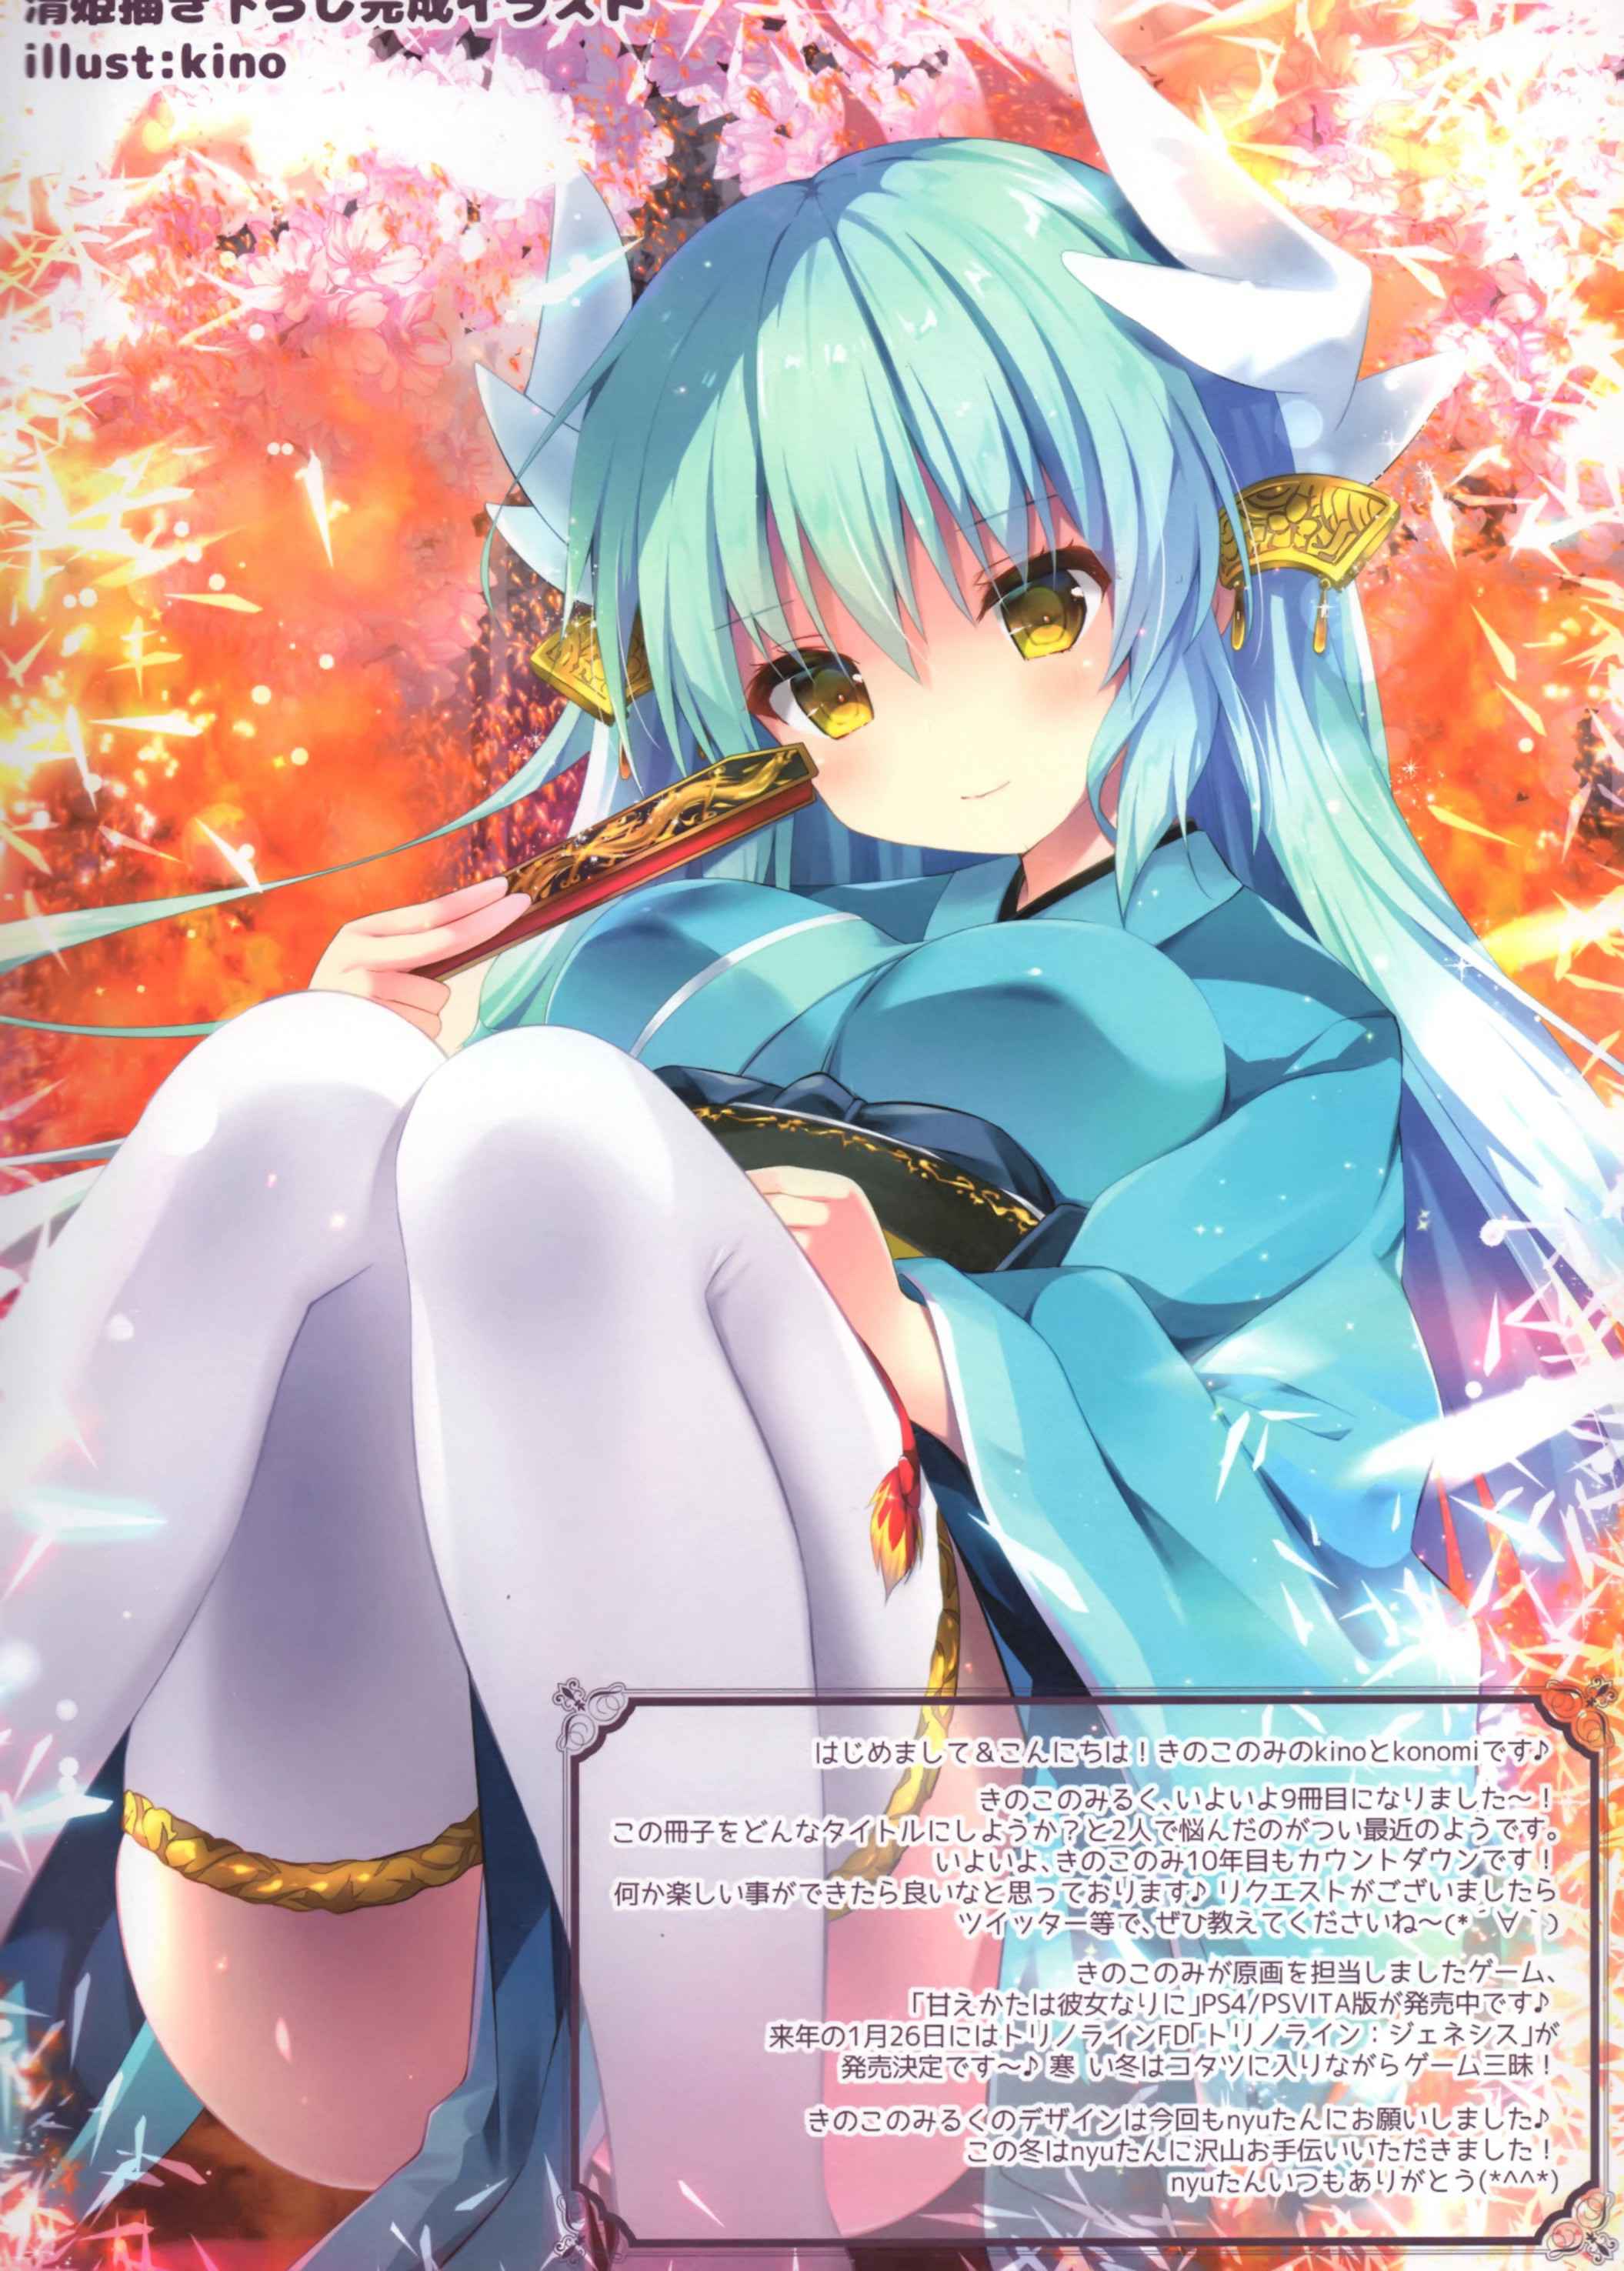 清姫描き下ろし完成イラスト
illust:kino
はじめまして&こんにちは！きのこのみのkinoとkonomiです♪
きのこのみるく、いよいよ9冊目になりました〜！
この冊子をどんなタイトルにしようか？と2人で悩んだのがつい最近のようです。
いよいよ、きのこのみ10年目もカウントダウンです！
何か楽しい事ができたら良いなと思っております♪ リクエストがございましたら
ツイッター等で、ぜひ教えてくださいね〜(*´∀｀)
きのこのみが原画を担当しましたゲーム、
「甘えかたは彼女なりに」PS4/PSVITA版が発売中です♪
来年の1月26日にはトリノラインFD「トリノライン：ジェネシス」が
発売決定です〜♪ 寒 い冬はコタツに入りながらゲーム三昧！
きのこのみるくのデザインは今回もnyuたんにお願いしました♪
この冬はnyuたんに沢山お手伝いいただきました！
nyuたんいつもありがとう(*^^*)